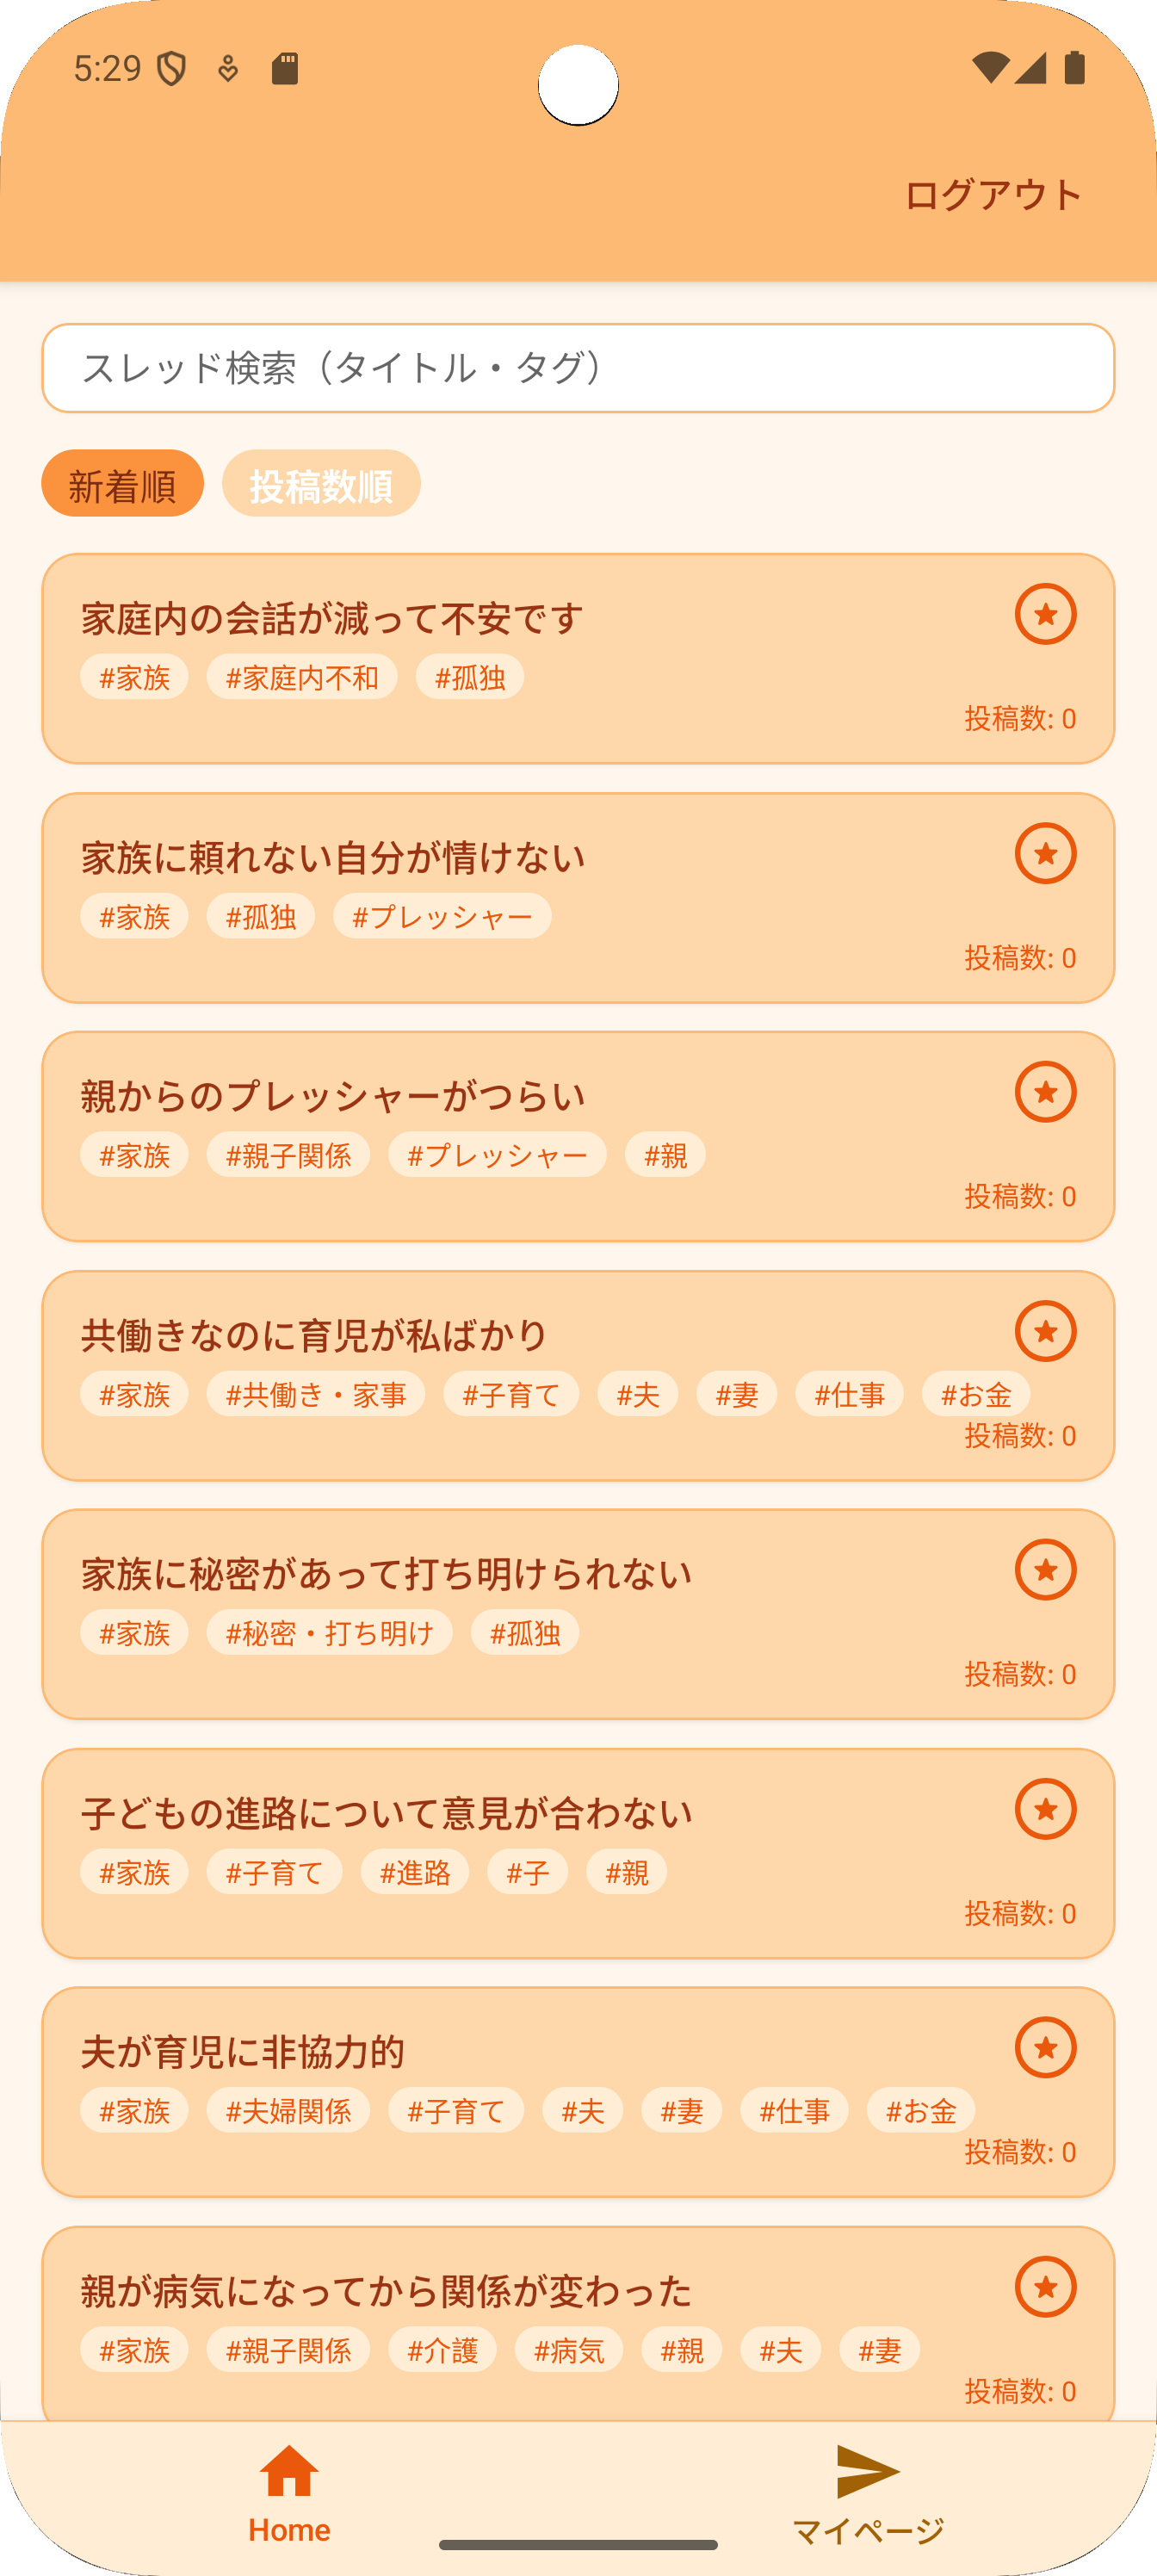 5:29
ログアウト
スレッド検索（タイトル・タグ）
新着順 投稿数順
家庭内の会話が減って不安です
#家族 #家庭内不和 #孤独
投稿数: 0
家族に頼れない自分が情けない
#家族 #孤独 #プレッシャー
投稿数: 0
親からのプレッシャーがつらい
#家族 #親子関係 #プレッシャー #親
投稿数: 0
共働きなのに育児が私ばかり
#家族 #共働き・家事 #子育て #夫 #妻 #仕事 #お金
投稿数: 0
家族に秘密があって打ち明けられない
#家族 #秘密・打ち明け #孤独
投稿数: 0
子どもの進路について意見が合わない
#家族 #子育て #進路 #子 #親
投稿数: 0
夫が育児に非協力的
#家族 #夫婦関係 #子育て #夫 #妻 #仕事 #お金
投稿数: 0
親が病気になってから関係が変わった
#家族 #親子関係 #介護 #病気 #親 #夫 #妻
投稿数: 0
Home マイページ